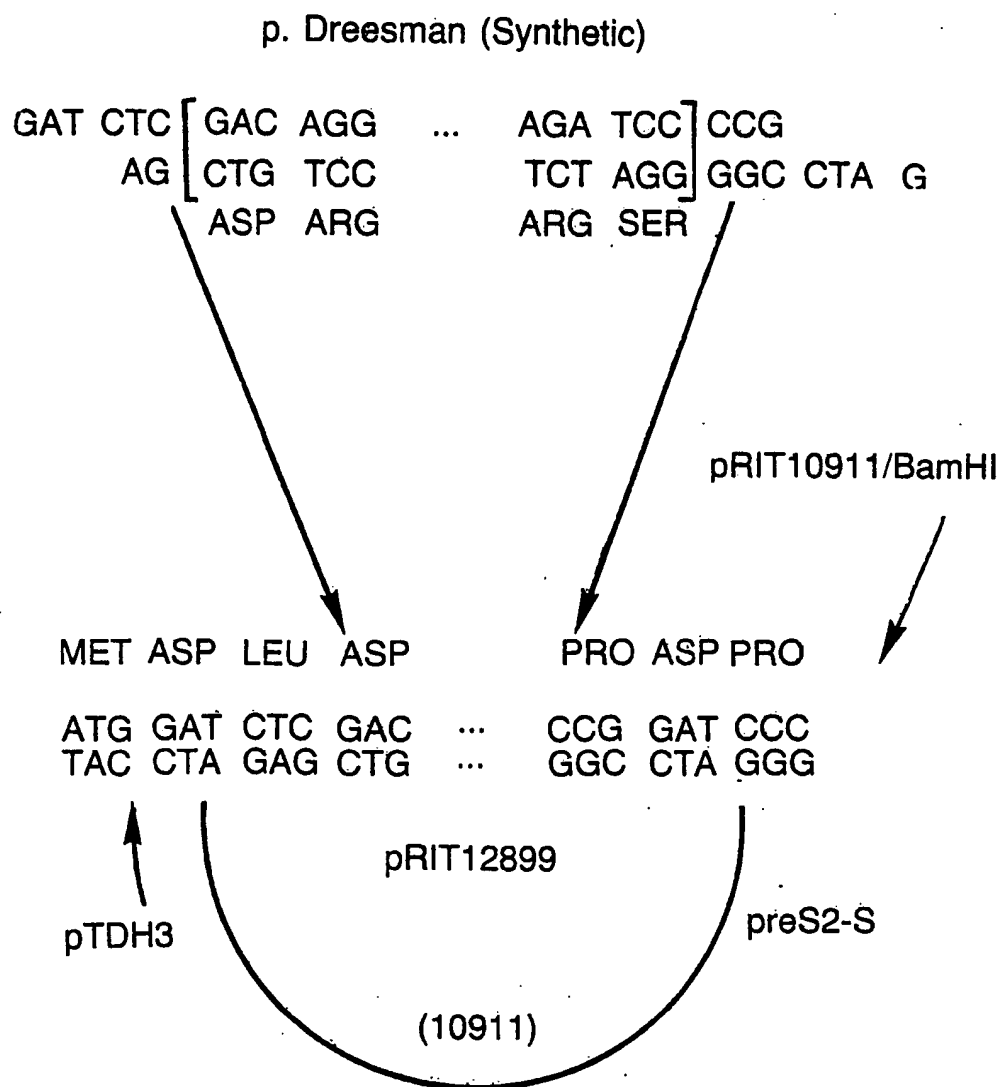 p. Dreesman (Synthetic)
GAT CTC [ GAC AGG ... AGA TCC ] CCG
AG [ CTG TCC TCT AGG ] GGC CTA G
ASP ARG ARG SER
pRIT10911/BamHI
MET ASP LEU ASP PRO ASP PRO
ATG GAT CTC GAC ... CCG GAT CCC
TAC CTA GAG CTG ... GGC CTA GGG
pRIT12899
pTDH3
preS2-S
(10911)